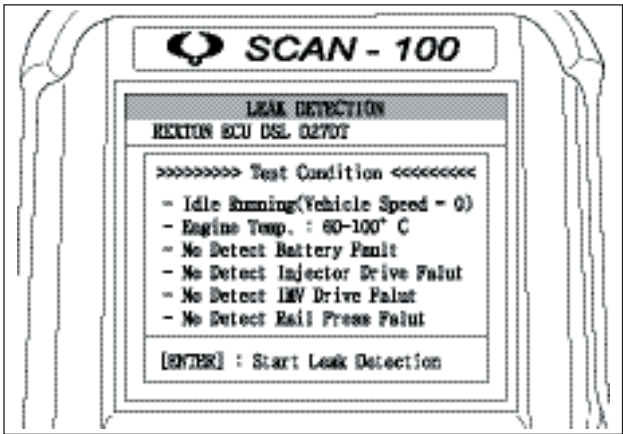 SCAN - 100
LEAK DETECTION
REXTON ECU DSL D27DT
>>>>>>>>> Test Condition <<<<<<<<<
- Idle Running(Vehicle Speed = 0)
- Engine Temp. : 60-100° C
- No Detect Battery Fault
- No Detect Injector Drive Falut
- No Detect IMV Drive Falut
- No Detect Rail Press Falut
[ENTER] : Start Leak Detection